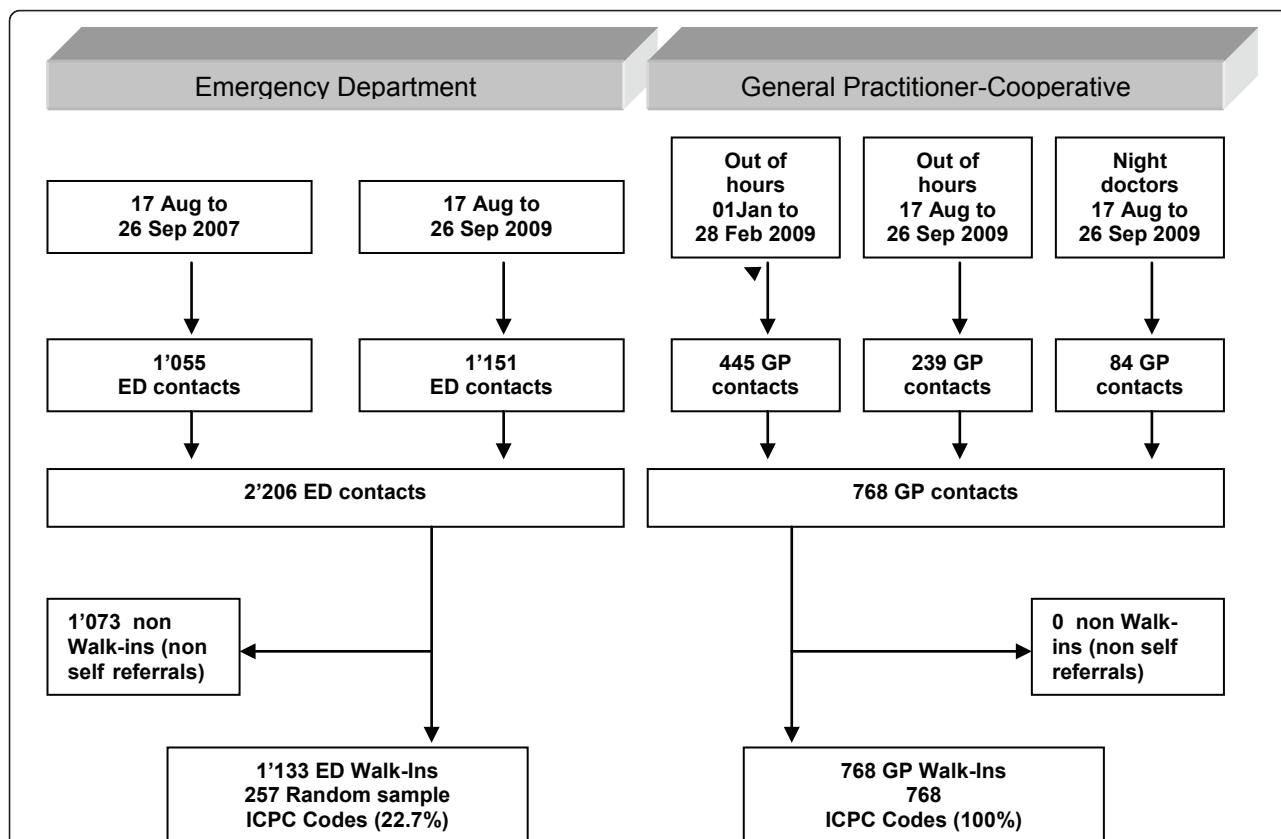 Emergency Department
General Practitioner-Cooperative
17 Aug to
26 Sep 2007
17 Aug to
26 Sep 2009
Out of
hours
01Jan to
28 Feb 2009
Out of
hours
17 Aug to
26 Sep 2009
Night
doctors
17 Aug to
26 Sep 2009
1’055
ED contacts
1’151
ED contacts
445 GP
contacts
239 GP
contacts
84 GP
contacts
2’206 ED contacts
768 GP contacts
1’073 non
Walk-ins (non
self referrals)
0 non Walk-
ins (non self
referrals)
1’133 ED Walk-Ins
257 Random sample
ICPC Codes (22.7%)
768 GP Walk-Ins
768
ICPC Codes (100%)